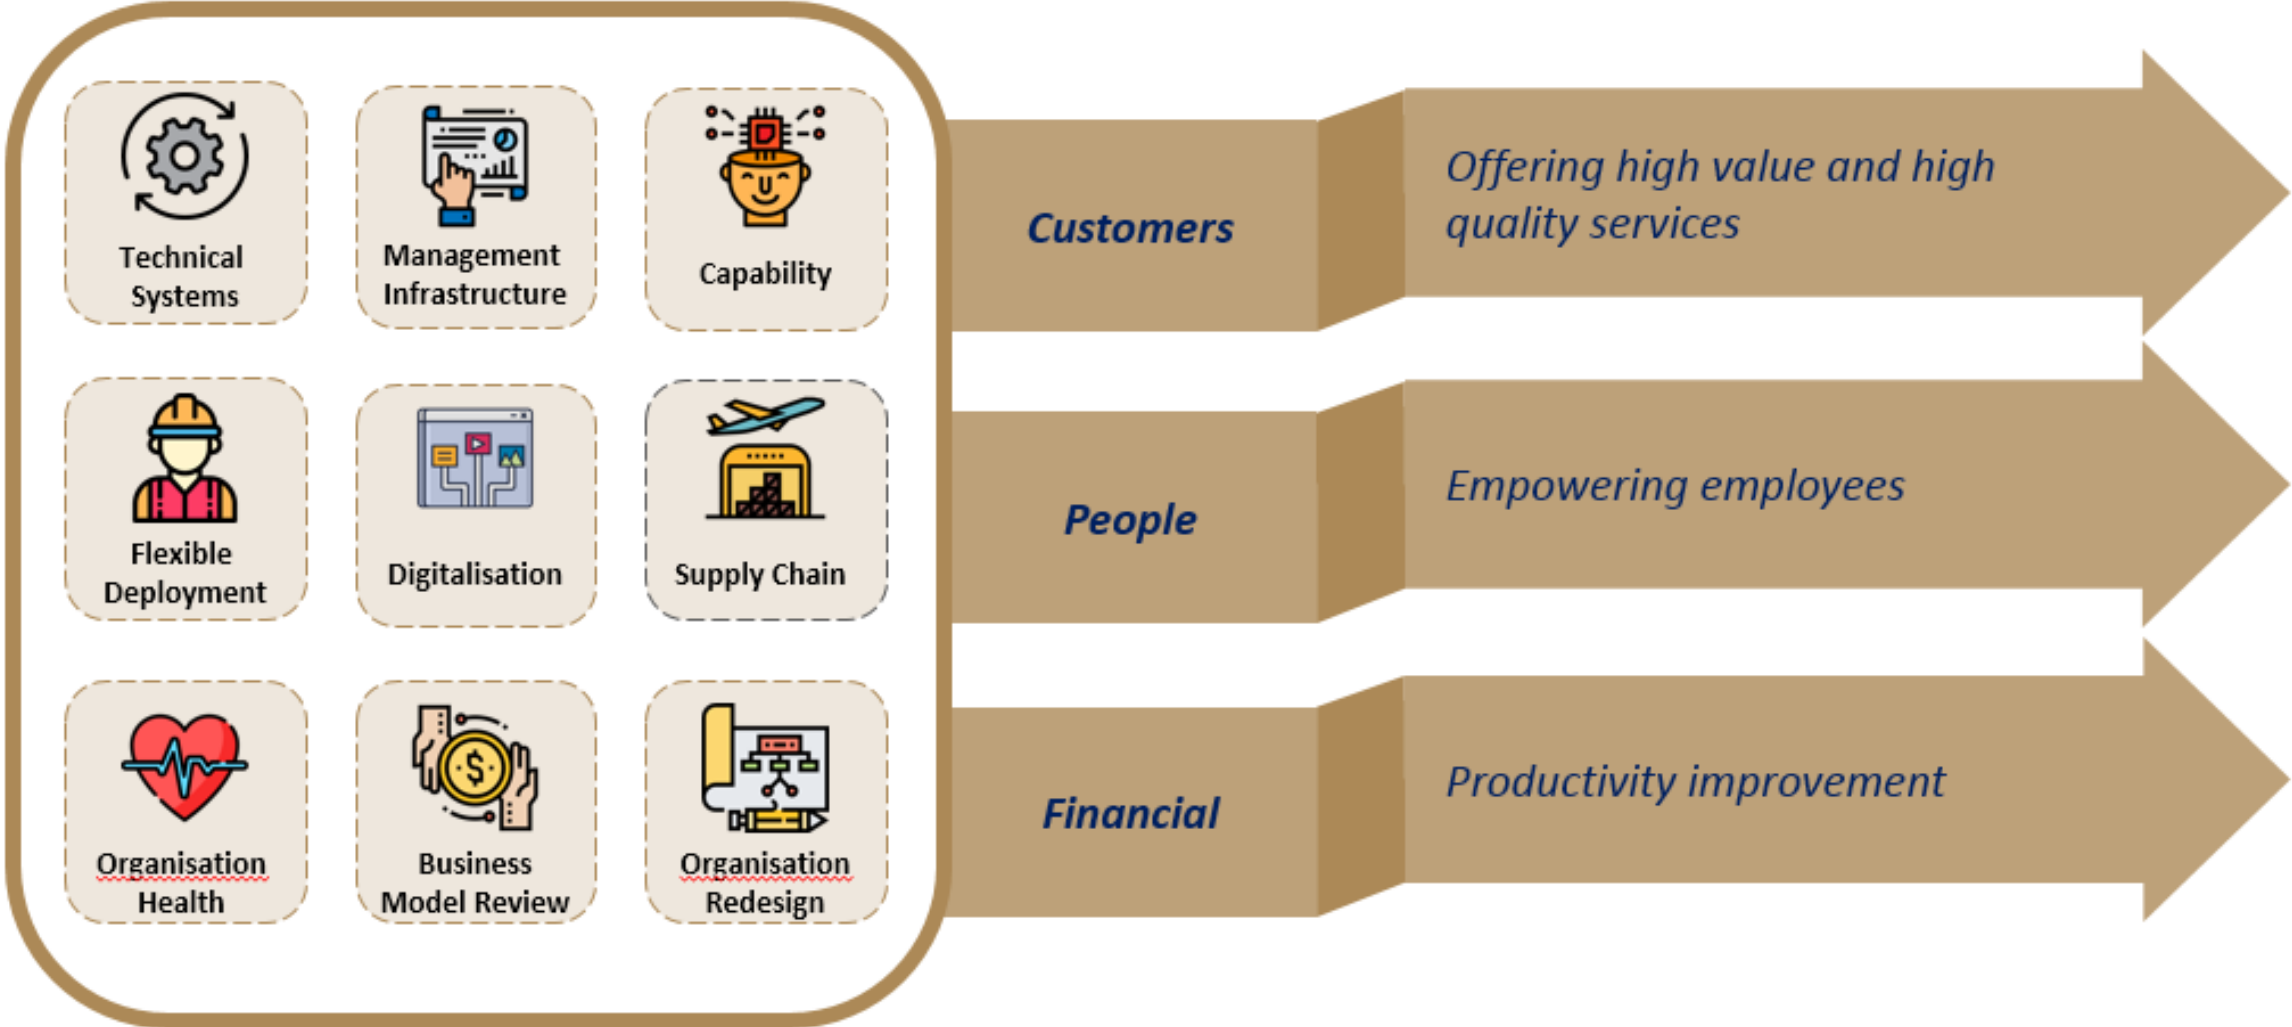 Technical
Systems
Management
Infrastructure
Capability
Flexible
Deployment
Digitalisation
Supply Chain
Organisation
Health
Business
Model Review
Organisation
Redesign
Customers
Offering high value and high
quality services
People
Empowering employees
Financial
Productivity improvement